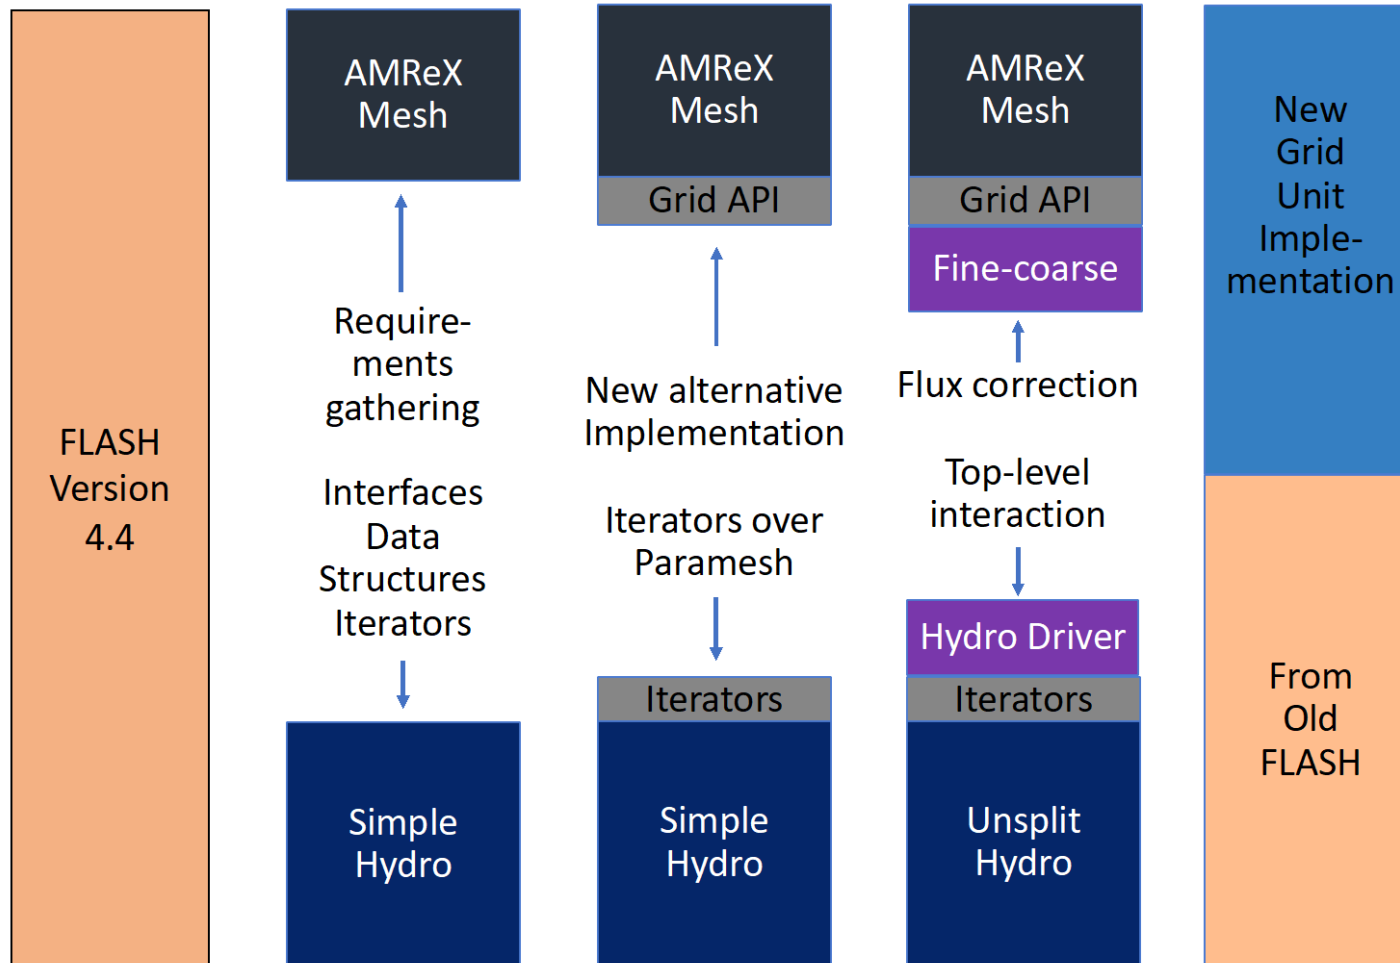 FLASH
Version
4.4
AMReX
Mesh
Require-
ments
gathering
Interfaces
Data
Structures
Iterators
Simple
Hydro
AMReX
Mesh
Grid API
New alternative
Implementation
Iterators over
Paramesh
Iterators
Simple
Hydro
AMReX
Mesh
Grid API
Fine-coarse
Flux correction
Top-level
interaction
Hydro Driver
Iterators
Unsplit
Hydro
New
Grid
Unit
Imple-
mentation
From
Old
FLASH